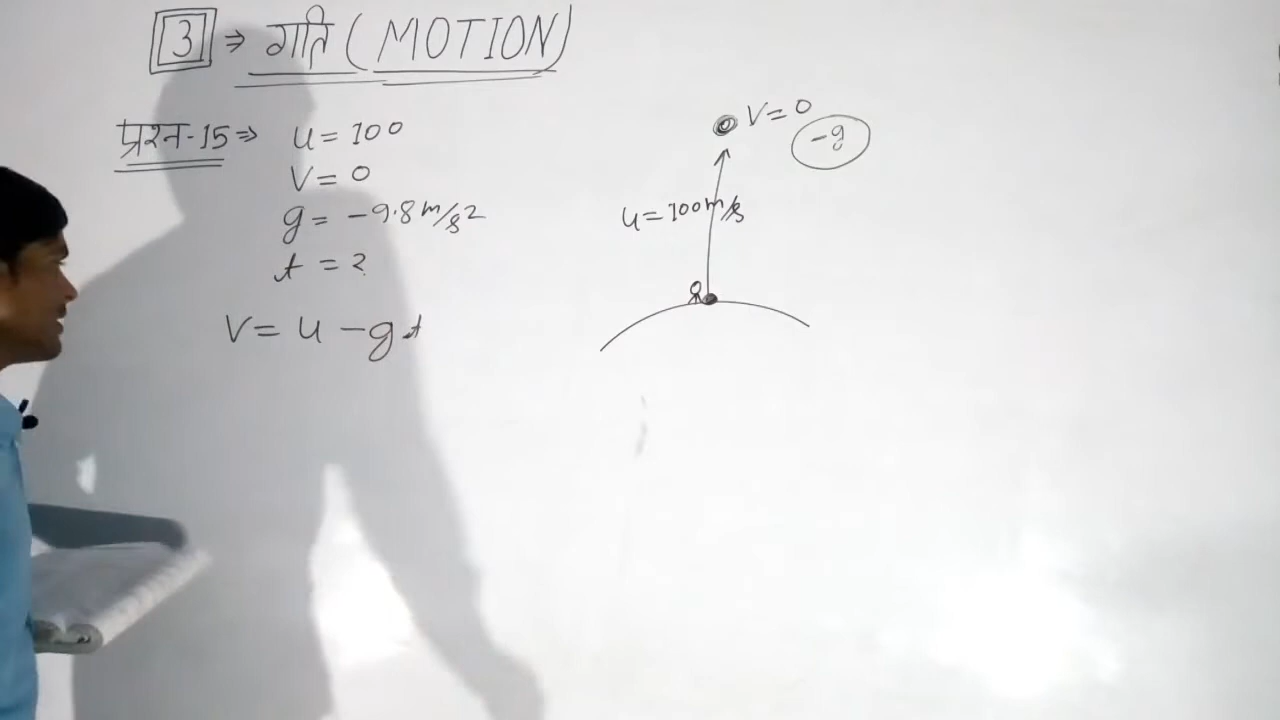 3 ⇒ गति (MOTION)
प्रश्न-15 ⇒ u = 100
V = 0
g = -9.8 m/s2
t = ?
V = u - gt
V = 0
-g
u = 100 m/s